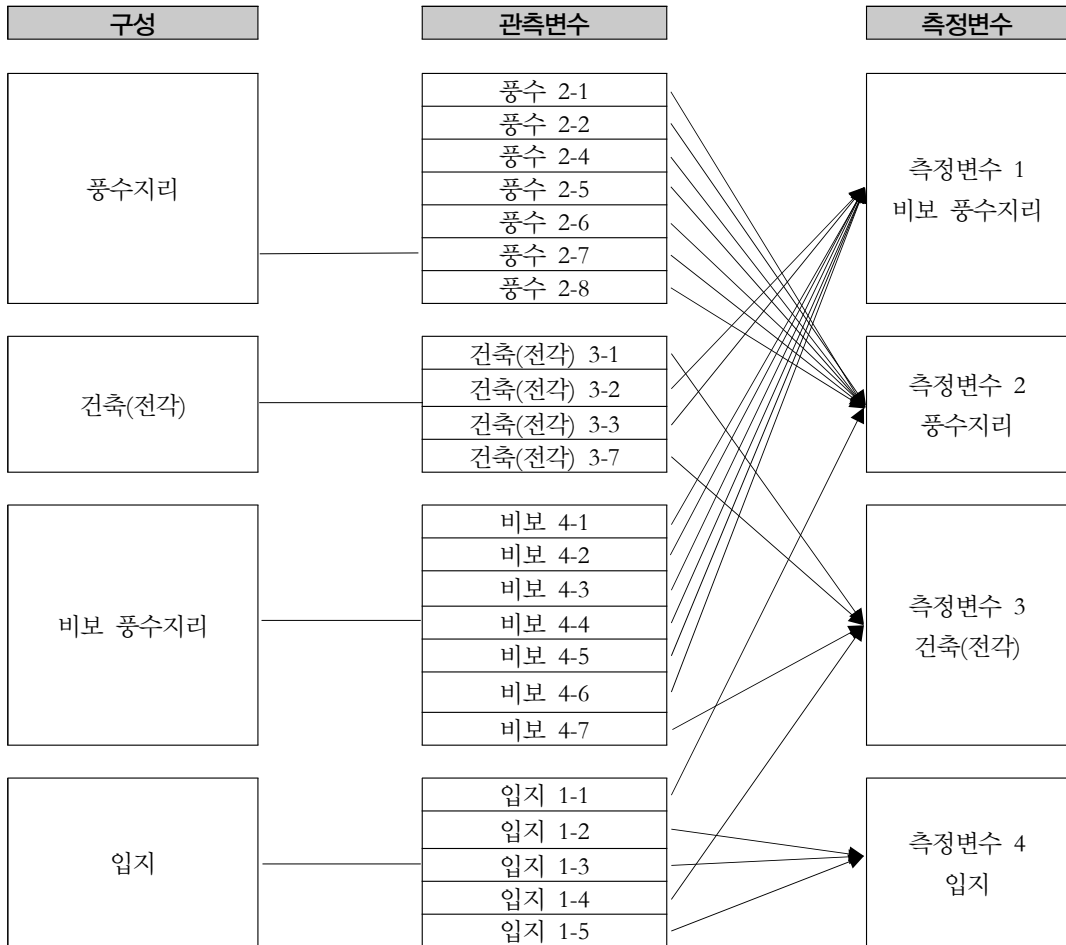 구성
관측변수
측정변수
풍수지리
풍수 2-1
풍수 2-2
풍수 2-4
풍수 2-5
풍수 2-6
풍수 2-7
풍수 2-8
측정변수 1
비보 풍수지리
건축(전각)
건축(전각) 3-1
건축(전각) 3-2
건축(전각) 3-3
건축(전각) 3-7
측정변수 2
풍수지리
비보 풍수지리
비보 4-1
비보 4-2
비보 4-3
비보 4-4
비보 4-5
비보 4-6
비보 4-7
측정변수 3
건축(전각)
입지
입지 1-1
입지 1-2
입지 1-3
입지 1-4
입지 1-5
측정변수 4
입지